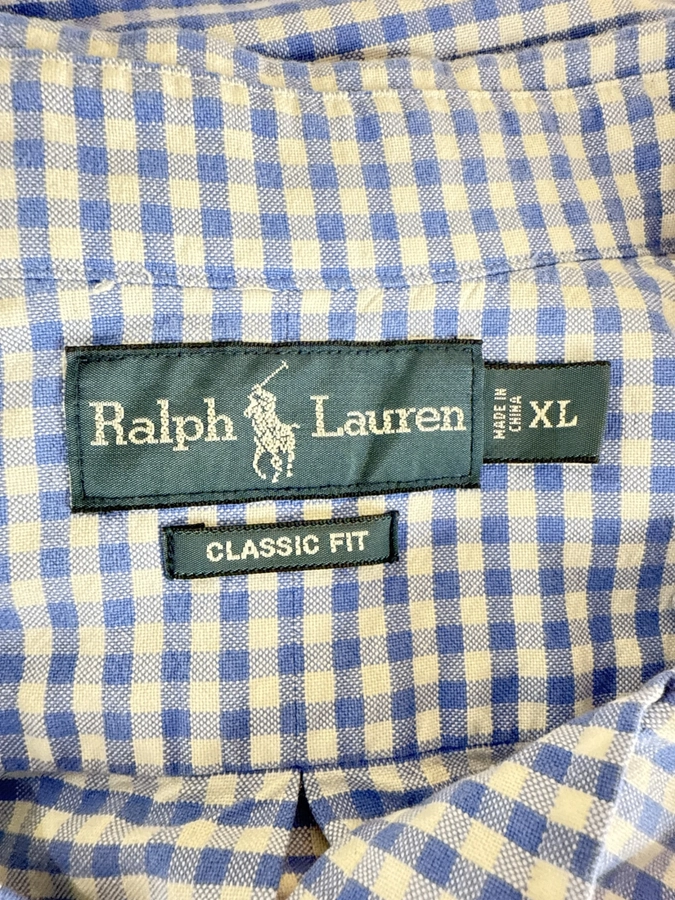 Ralph Lauren
MADE IN
CHINA
XL
CLASSIC FIT